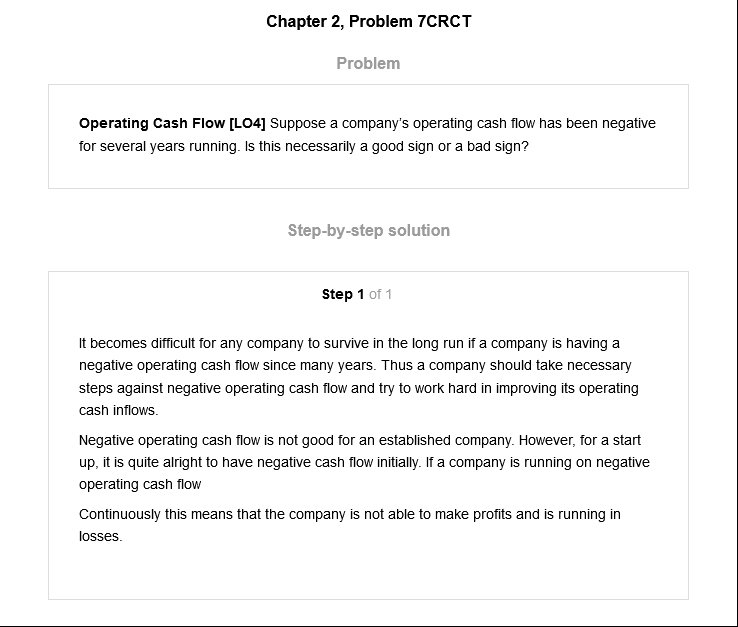 Chapter 2, Problem 7CRCT
Problem
Operating Cash Flow [LO4] Suppose a company's operating cash flow has been negative
for several years running. Is this necessarily a good sign or a bad sign?
Step-by-step solution
Step 1 of 1
It becomes difficult for any company to survive in the long run if a company is having a
negative operating cash flow since many years. Thus a company should take necessary
steps against negative operating cash flow and try to work hard in improving its operating
cash inflows.
Negative operating cash flow is not good for an established company. However, for a start
up, it is quite alright to have negative cash flow initially. If a company is running on negative
operating cash flow
Continuously this means that the company is not able to make profits and is running in
losses.